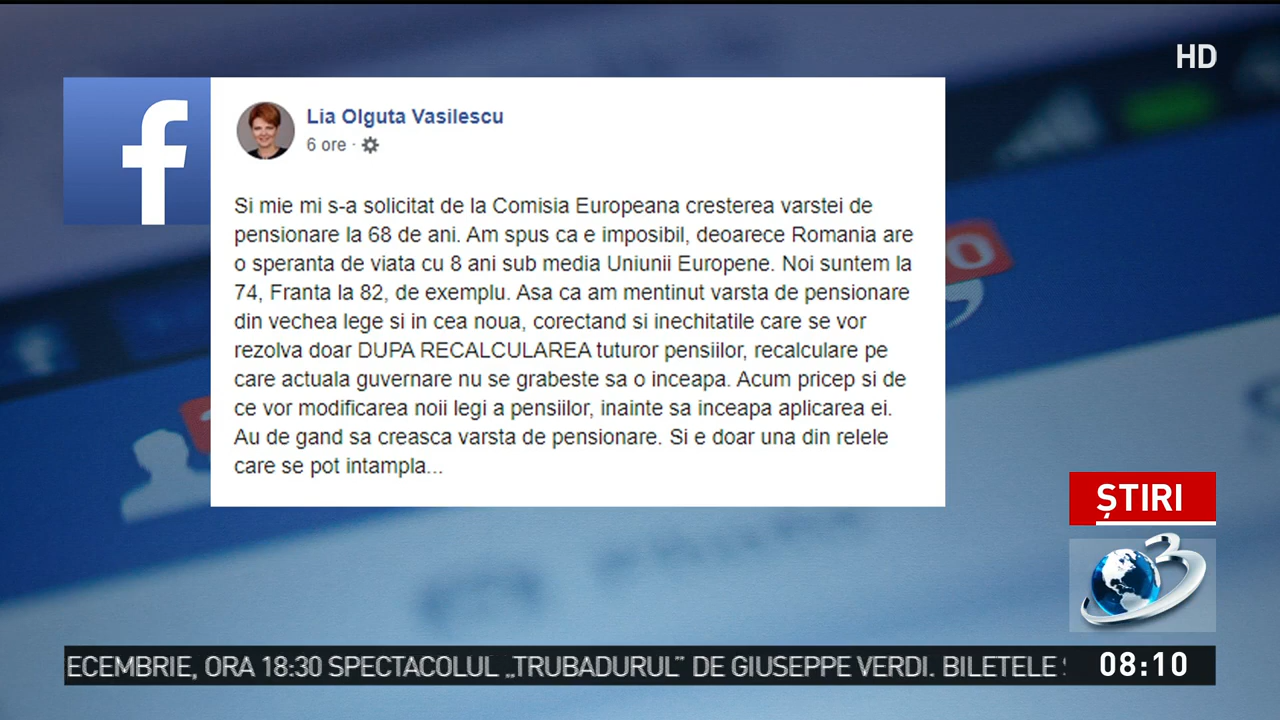 HD
f
Lia Olguta Vasilescu
6 ore ·
Si mie mi s-a solicitat de la Comisia Europeana cresterea varstei de
pensionare la 68 de ani. Am spus ca e imposibil, deoarece Romania are
o speranta de viata cu 8 ani sub media Uniunii Europene. Noi suntem la
74, Franta la 82, de exemplu. Asa ca am mentinut varsta de pensionare
din vechea lege si in cea noua, corectand si inechitatile care se vor
rezolva doar DUPA RECALCULAREA tuturor pensiilor, recalculare pe
care actuala guvernare nu se grabeste sa o inceapa. Acum pricep si de
ce vor modificarea noii legi a pensiilor, inainte sa inceapa aplicarea ei.
Au de gand sa creasca varsta de pensionare. Si e doar una din relele
care se pot intampla...
ȘTIRI
3
ECEMBRIE, ORA 18:30 SPECTACOLUL „TRUBADURUL” DE GIUSEPPE VERDI. BILETELE
08:10